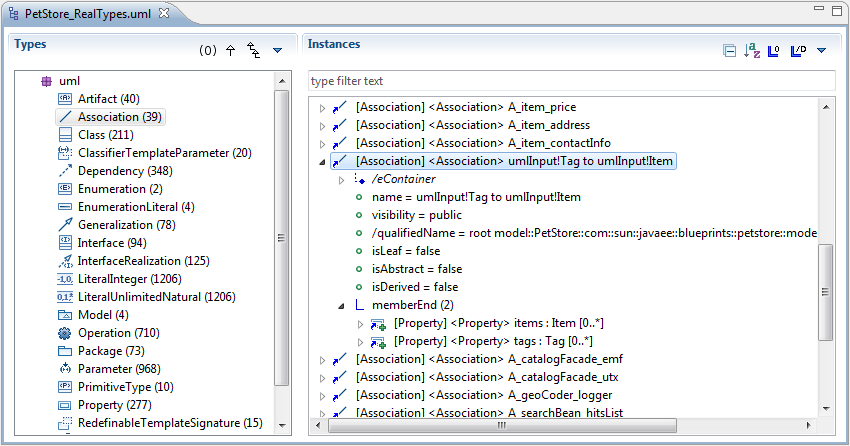 PetStore_RealTypes.uml
Types
(0)
uml
Artifact (40)
Association (39)
Class (211)
ClassifierTemplateParameter (20)
Dependency (348)
Enumeration (2)
EnumerationLiteral (4)
Generalization (78)
Interface (94)
InterfaceRealization (125)
LiteralInteger (1206)
LiteralUnlimitedNatural (1206)
Model (4)
Operation (710)
Package (73)
Parameter (968)
PrimitiveType (10)
Property (277)
RedefinableTemplateSignature (15)
Instances
type filter text
[Association] <Association> A_item_price
[Association] <Association> A_item_address
[Association] <Association> A_item_contactInfo
[Association] <Association> umlInput!Tag to umlInput!Item
/eContainer
name = umlInput!Tag to umlInput!Item
visibility = public
/qualifiedName = root model::PetStore::com::sun::javaee::blueprints::petstore::mode
isLeaf = false
isAbstract = false
isDerived = false
memberEnd (2)
[Property] <Property> items : Item [0..*]
[Property] <Property> tags : Tag [0..*]
[Association] <Association> A_catalogFacade_emf
[Association] <Association> A_catalogFacade_utx
[Association] <Association> A_geoCoder_logger
[Association] <Association> A_searchBean_hitsList